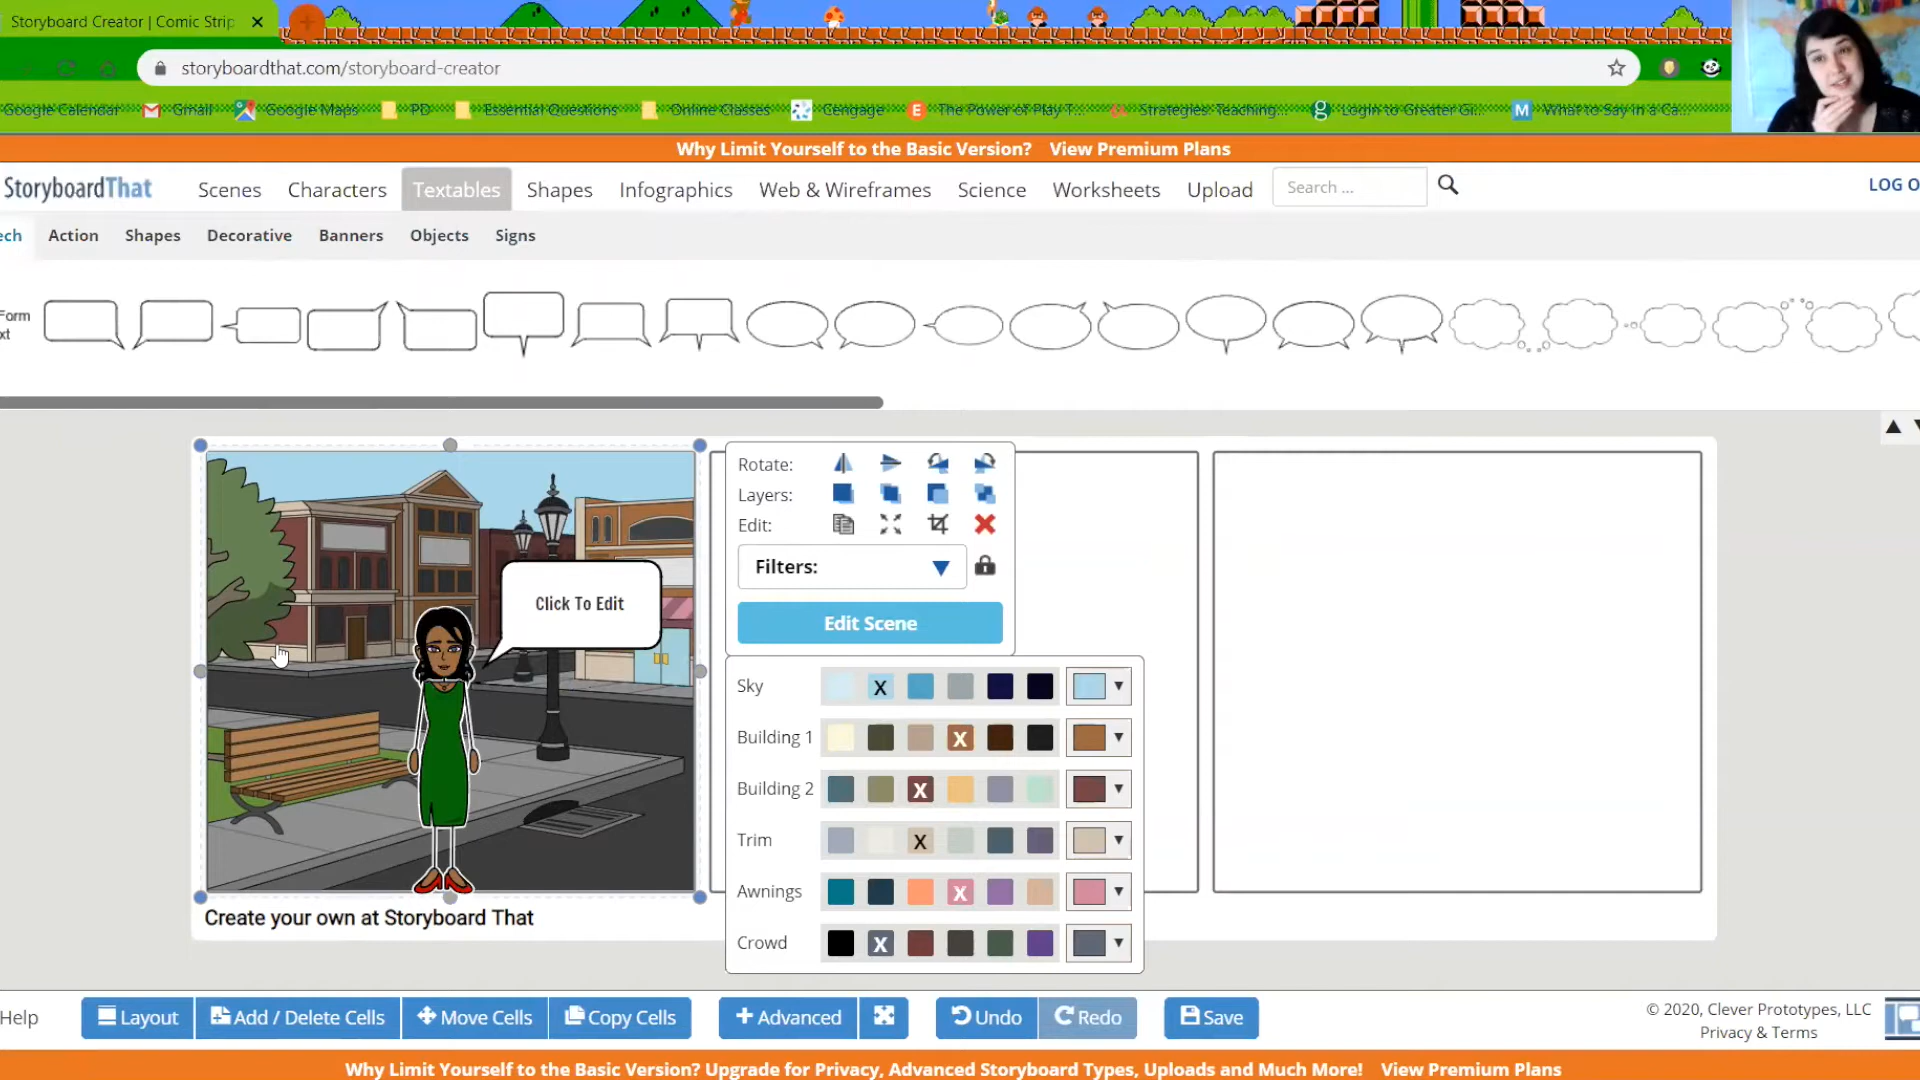 Storyboard Creator | Comic Strip
storyboardthat.com/storyboard-creator
Google Calendar Gmail Google Maps PD Essential Questions Online Classes Cengage The Power of Play T... Strategies: Teaching... Login to Greater Gi... What to Say in a Ca...
Why Limit Yourself to the Basic Version? View Premium Plans
StoryboardThat Scenes Characters Textables Shapes Infographics Web & Wireframes Science Worksheets Upload Search ... LOG O
ech Action Shapes Decorative Banners Objects Signs
Form
xt
Rotate:
Layers:
Edit:
Filters:
Edit Scene
Click To Edit
Sky X
Building 1 X
Building 2 X
Trim X
Awnings X
Crowd X
Create your own at Storyboard That
Help Layout Add / Delete Cells Move Cells Copy Cells Advanced Undo Redo Save
© 2020, Clever Prototypes, LLC
Privacy & Terms
Why Limit Yourself to the Basic Version? Upgrade for Privacy, Advanced Storyboard Types, Uploads and Much More! View Premium Plans